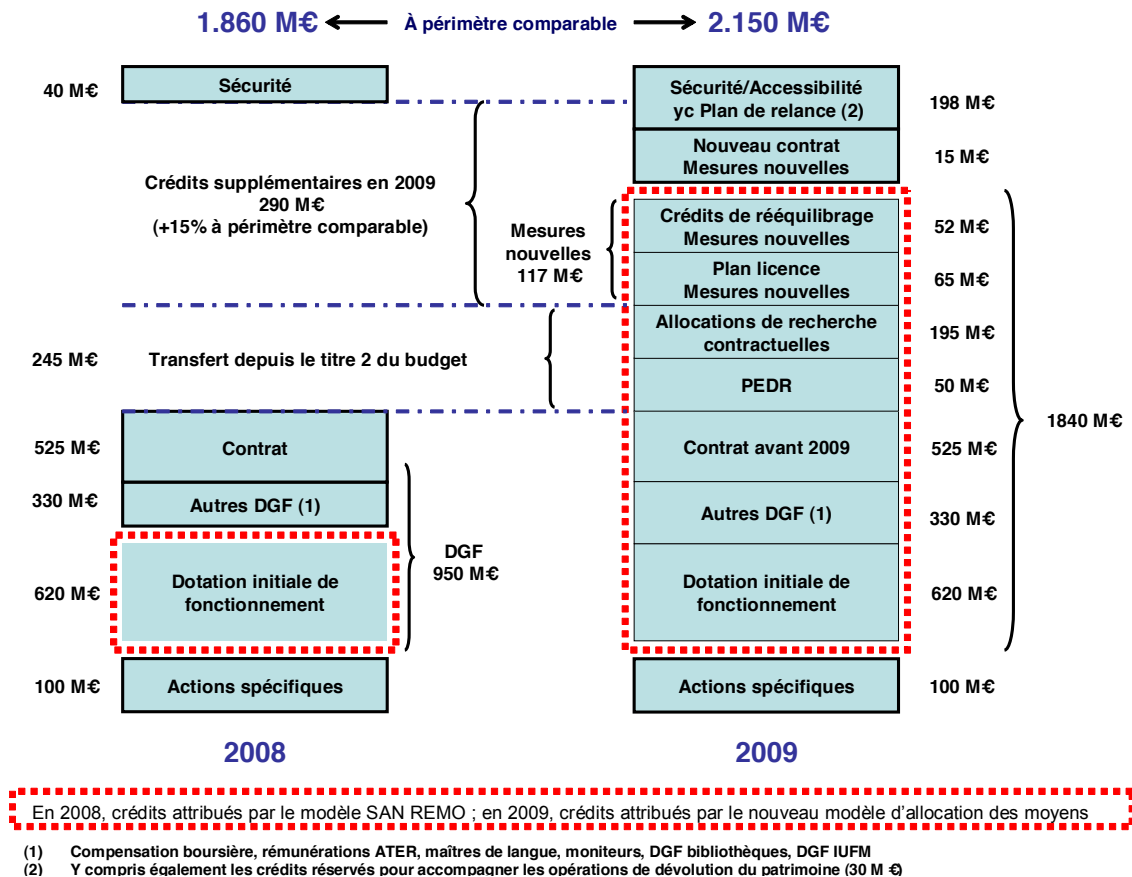 1.860 M€
À périmètre comparable
2.150 M€
40 M€
Sécurité
Crédits supplémentaires en 2009
290 M€
(+15% à périmètre comparable)
Mesures
nouvelles
117 M€
245 M€
Transfert depuis le titre 2 du budget
525 M€
Contrat
330 M€
Autres DGF (1)
620 M€
Dotation initiale de
fonctionnement
DGF
950 M€
100 M€
Actions spécifiques
2008
Sécurité/Accessibilité
yc Plan de relance (2)
198 M€
Nouveau contrat
Mesures nouvelles
15 M€
Crédits de rééquilibrage
Mesures nouvelles
52 M€
Plan licence
Mesures nouvelles
65 M€
Allocations de recherche
contractuelles
195 M€
PEDR
50 M€
Contrat avant 2009
525 M€
Autres DGF (1)
330 M€
Dotation initiale de
fonctionnement
620 M€
1840 M€
Actions spécifiques
100 M€
2009
En 2008, crédits attribués par le modèle SAN REMO ; en 2009, crédits attribués par le nouveau modèle d'allocation des moyens
(1) Compensation boursière, rémunérations ATER, maîtres de langue, moniteurs, DGF bibliothèques, DGF IUFM
(2) Y compris également les crédits réservés pour accompagner les opérations de dévolution du patrimoine (30 M €)